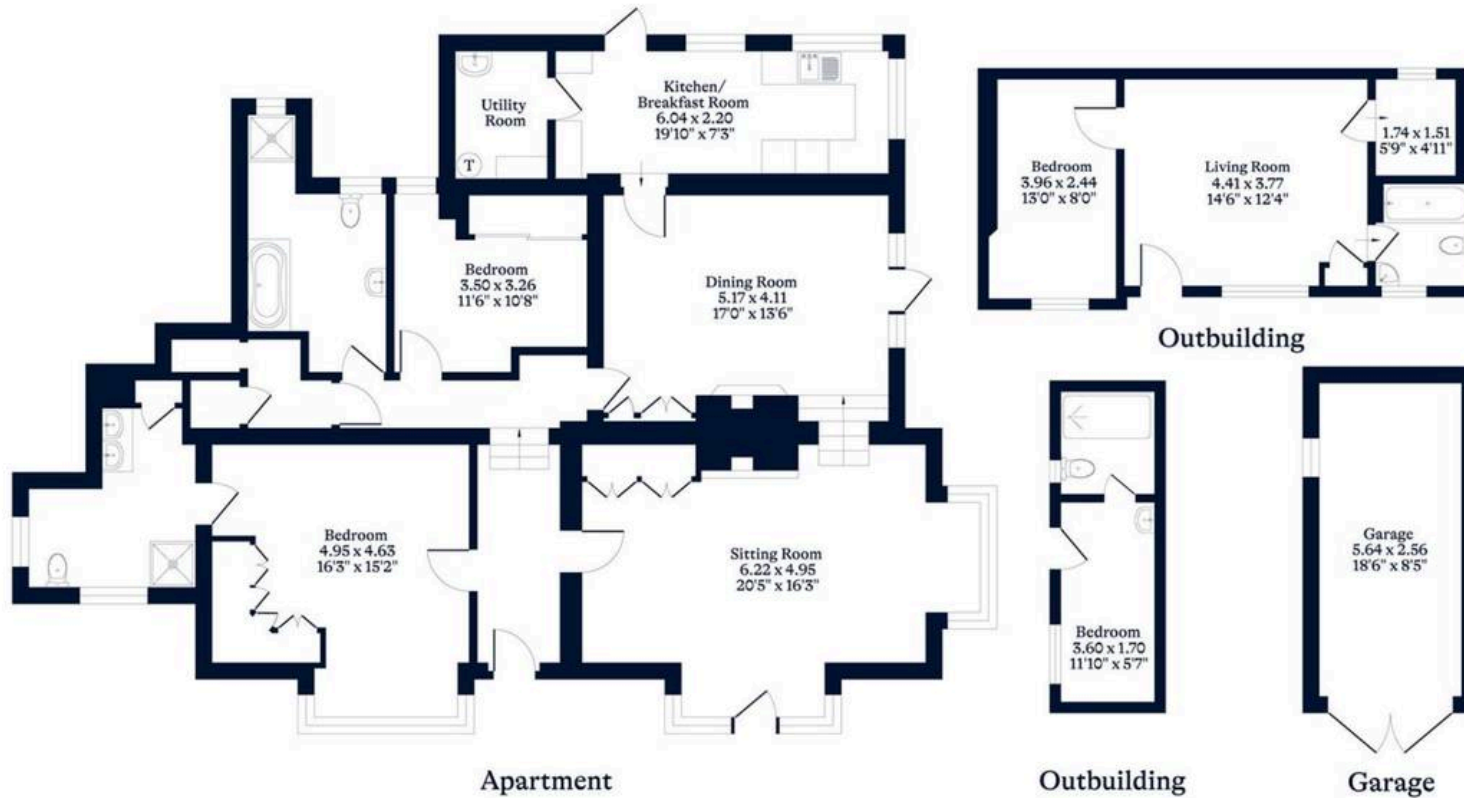 Utility
Room
T
Kitchen/
Breakfast Room
6.04 x 2.20
19'10" x 7'3"
Bedroom
3.50 x 3.26
11'6" x 10'8"
Dining Room
5.17 x 4.11
17'0" x 13'6"
Bedroom
4.95 x 4.63
16'3" x 15'2"
Sitting Room
6.22 x 4.95
20'5" x 16'3"
Apartment
Bedroom
3.96 x 2.44
13'0" x 8'0"
Living Room
4.41 x 3.77
14'6" x 12'4"
1.74 x 1.51
5'9" x 4'11"
Outbuilding
Bedroom
3.60 x 1.70
11'10" x 5'7"
Outbuilding
Garage
5.64 x 2.56
18'6" x 8'5"
Garage